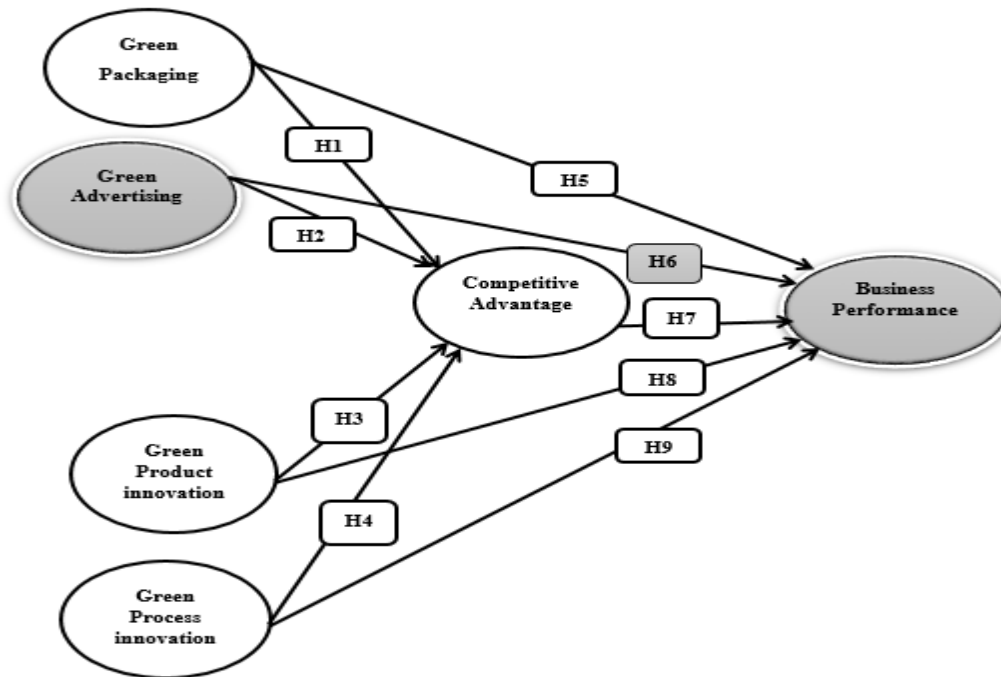 Green
Packaging
H1
H5
Green
Advertising
H2
H6
Competitive
Advantage
Business
Performance
H7
H8
H3
H9
Green
Product
innovation
H4
Green
Process
innovation